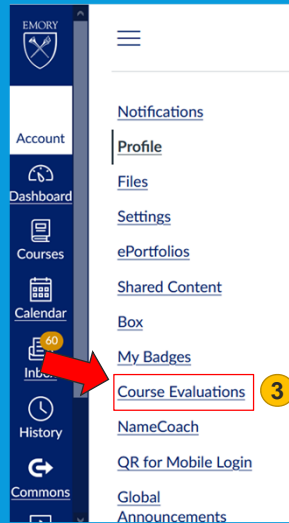 EMORY
Account
Dashboard
Courses
Calendar
60
Inbox
History
Commons
Notifications
Profile
Files
Settings
ePortfolios
Shared Content
Box
My Badges
Course Evaluations
3
NameCoach
QR for Mobile Login
Global
Announcements